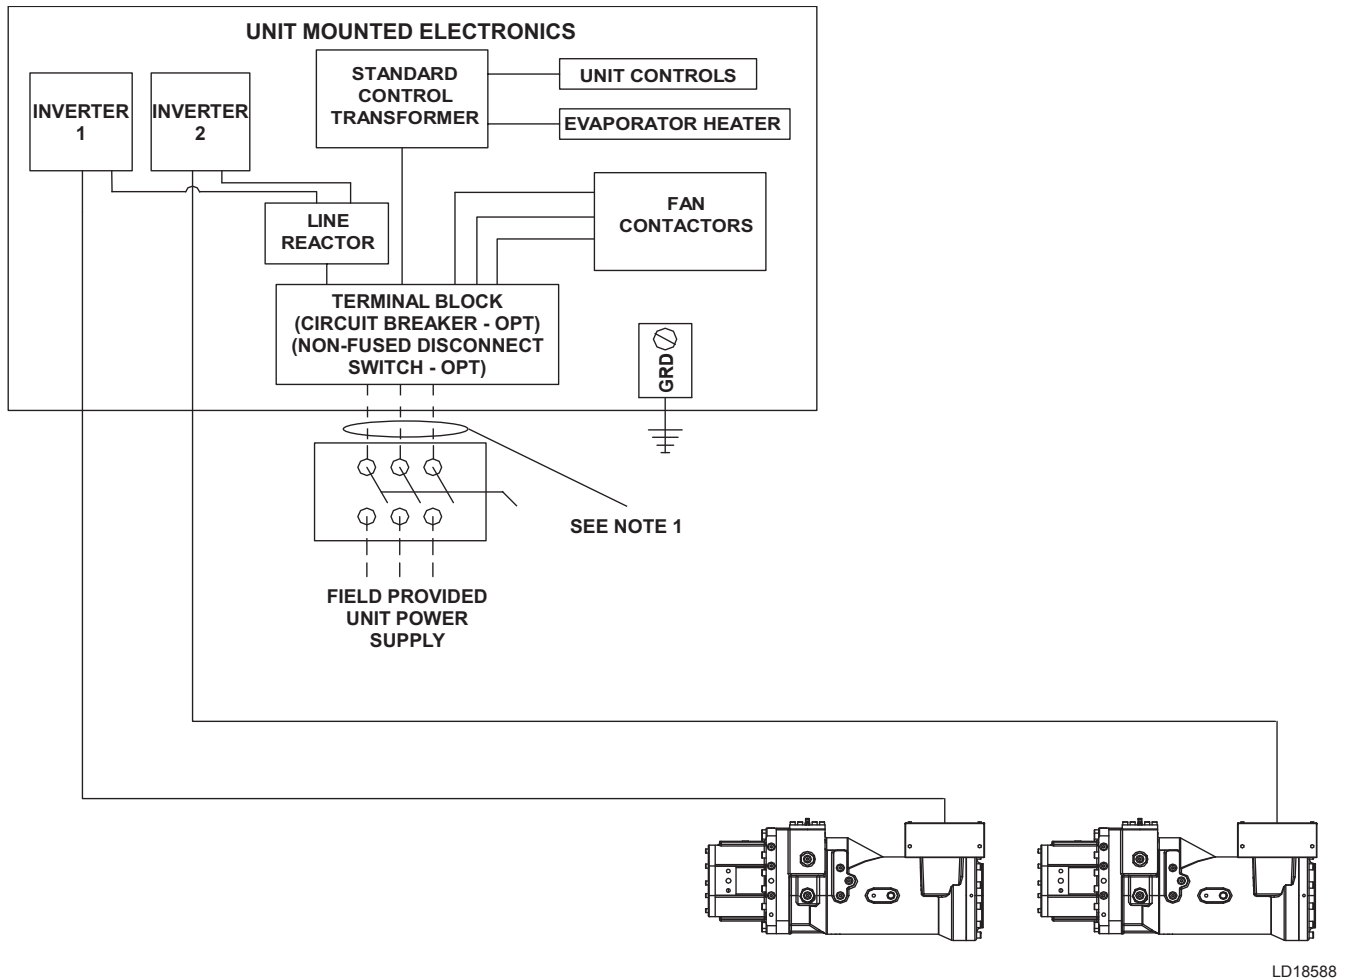 UNIT MOUNTED ELECTRONICS
INVERTER
1
INVERTER
2
STANDARD
CONTROL
TRANSFORMER
UNIT CONTROLS
EVAPORATOR HEATER
FAN
CONTACTORS
LINE
REACTOR
TERMINAL BLOCK
(CIRCUIT BREAKER - OPT)
(NON-FUSED DISCONNECT
SWITCH - OPT)
GRD
SEE NOTE 1
FIELD PROVIDED
UNIT POWER
SUPPLY
LD18588